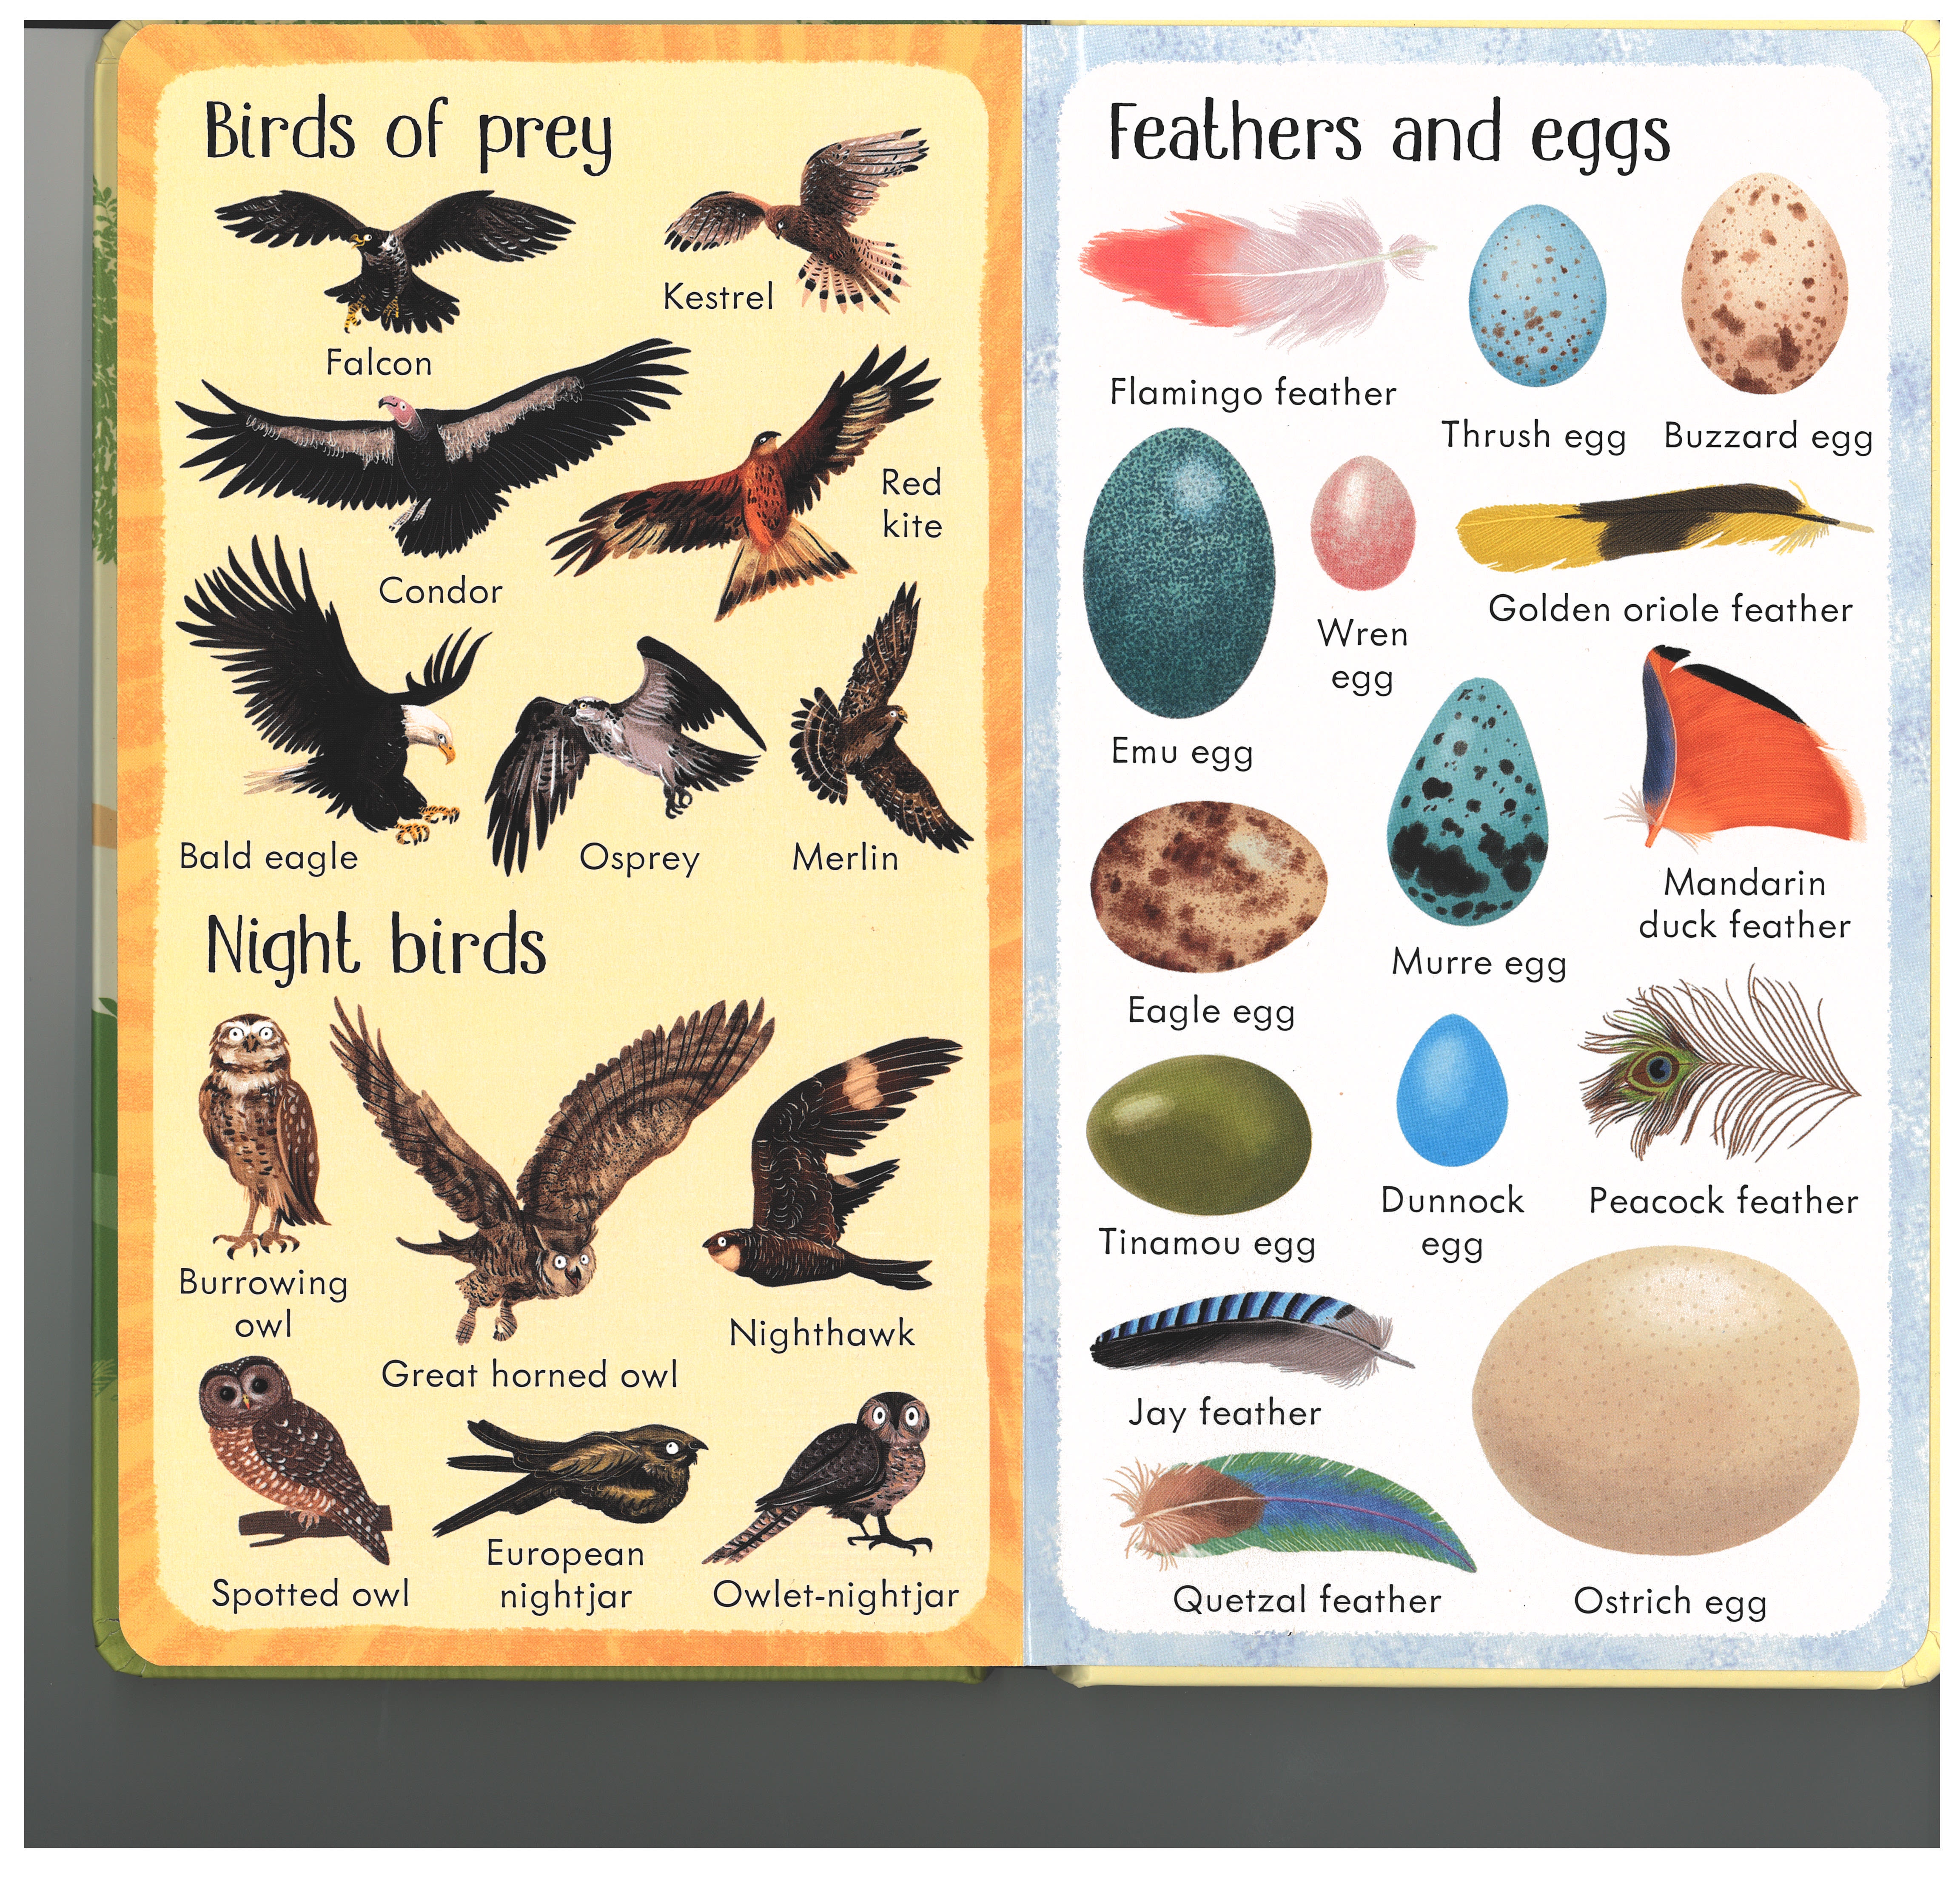 Birds of prey
Falcon
Kestrel
Condor
Red
kite
Bald eagle
Osprey
Merlin
Night birds
Burrowing
owl
Great horned owl
Nighthawk
Spotted owl
European
nightjar
Owlet-nightjar
Feathers and eggs
Flamingo feather
Thrush egg
Buzzard egg
Emu egg
Wren
egg
Golden oriole feather
Eagle egg
Murre egg
Mandarin
duck feather
Tinamou egg
Dunnock
egg
Peacock feather
Jay feather
Quetzal feather
Ostrich egg